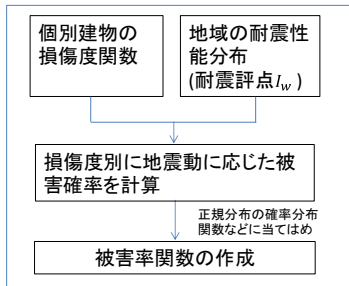 個別建物の
損傷度関数
地域の耐震性
能分布
(耐震評点I_w )
損傷度別に地震動に応じた被
害確率を計算
正規分布の確率分布
関数などに当てはめ
被害率関数の作成